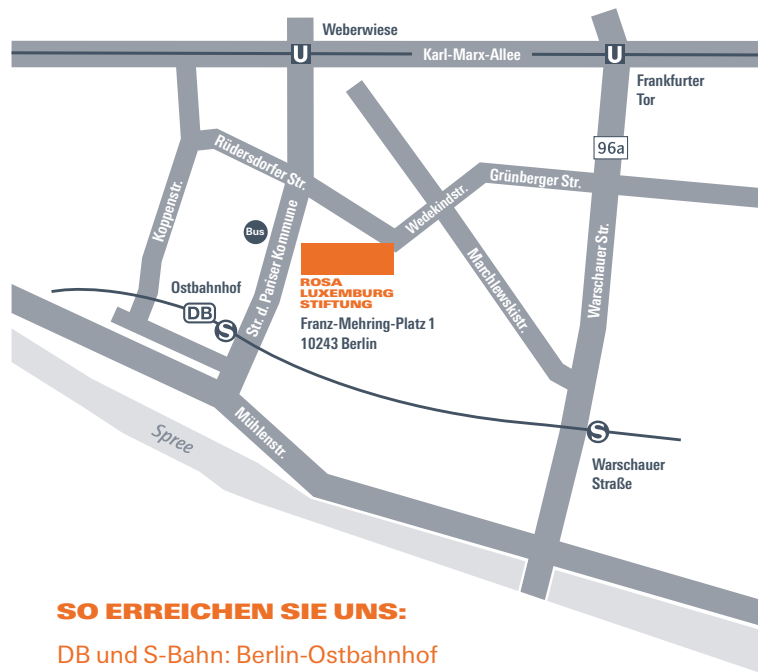 Weberwiese
U
Karl-Marx-Allee
U
Frankfurter
Tor
96a
Rüdersdorfer Str.
Grünberger Str.
Wedekindstr.
Koppenstr.
Bus
Str. d. Pariser Kommune
Marchlewskistr.
Warschauer Str.
ROSA
LUXEMBURG
STIFTUNG
Franz-Mehring-Platz 1
10243 Berlin
Ostbahnhof
DB
S
Mühlenstr.
Spree
S
Warschauer
Straße
SO ERREICHEN SIE UNS:
DB und S-Bahn: Berlin-Ostbahnhof